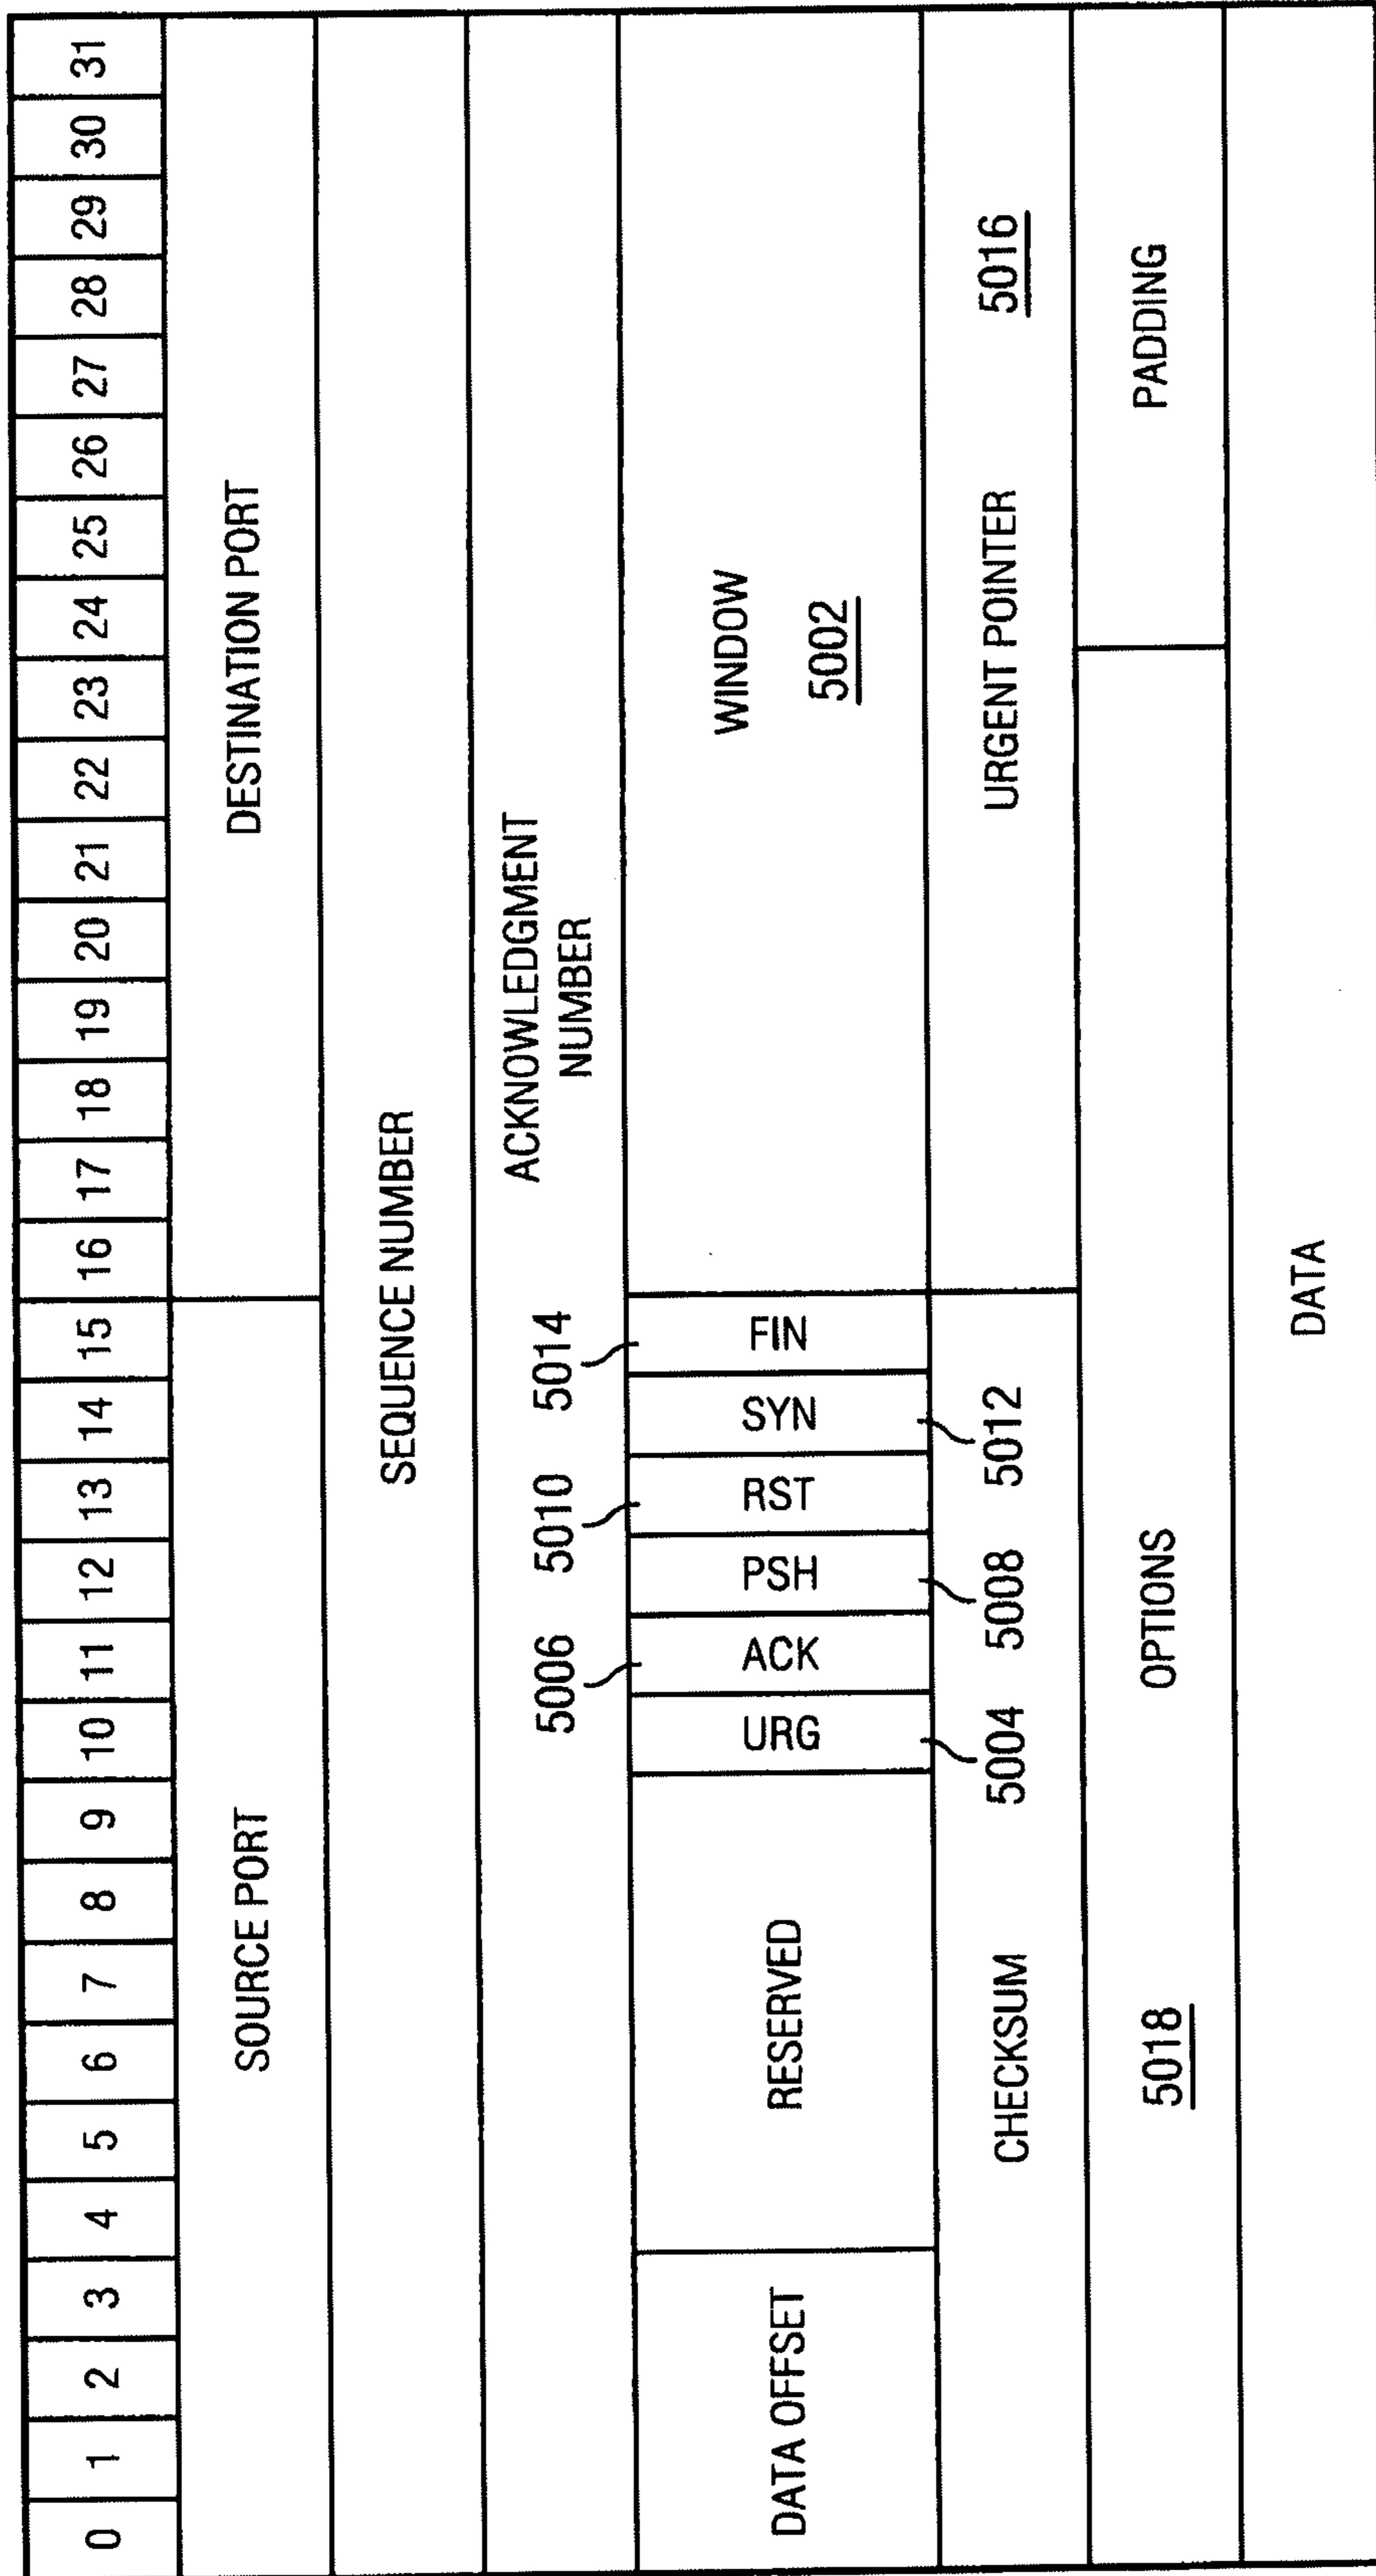 0 1 2 3 4 5 6 7 8 9 10 11 12 13 14 15 16 17 18 19 20 21 22 23 24 25 26 27 28 29 30 31
SOURCE PORT DESTINATION PORT
SEQUENCE NUMBER
ACKNOWLEDGMENT
NUMBER
5006 5010 5014
DATA OFFSET RESERVED URG ACK PSH RST SYN FIN WINDOW
5002
5004 5008 5012
CHECKSUM URGENT POINTER 5016
5018 OPTIONS PADDING
DATA